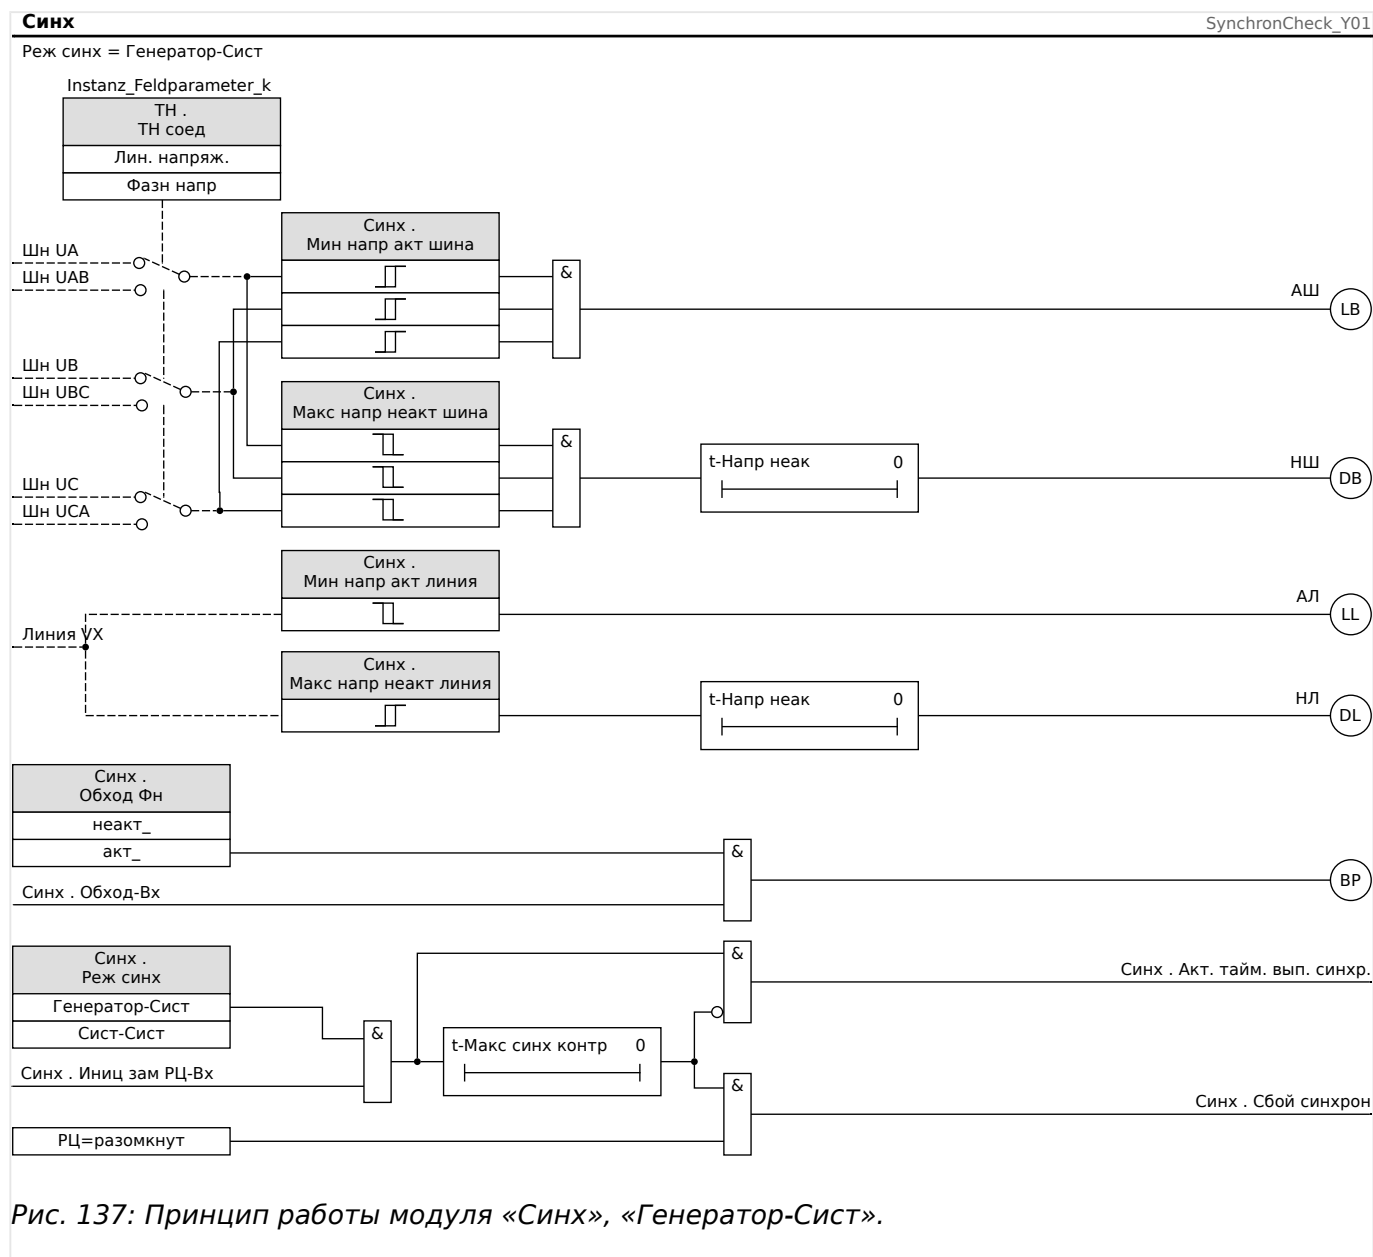 Синх
SynchronCheck_Y01
Реж синх = Генератор-Сист
Instanz_Feldparameter_k
ТН .
ТН соед
Лин. напряж.
Фазн напр
Шн UA
Шн UAB
Шн UB
Шн UBC
Шн UC
Шн UCA
Синх .
Мин напр акт шина
&
АШ
LB
Синх .
Макс напр неакт шина
&
t-Напр неак 0
НШ
DB
Синх .
Мин напр акт линия
АЛ
LL
Линия VX
Синх .
Макс напр неакт линия
t-Напр неак 0
НЛ
DL
Синх .
Обход Фн
неакт_
акт_
Синх . Обход-Вх
&
BP
Синх .
Реж синх
Генератор-Сист
Сист-Сист
Синх . Иниц зам РЦ-Вх
&
t-Макс синх контр 0
&
Синх . Акт. тайм. вып. синхр.
&
Синх . Сбой синхрон
РЦ=разомкнут
Рис. 137: Принцип работы модуля «Синх», «Генератор-Сист».